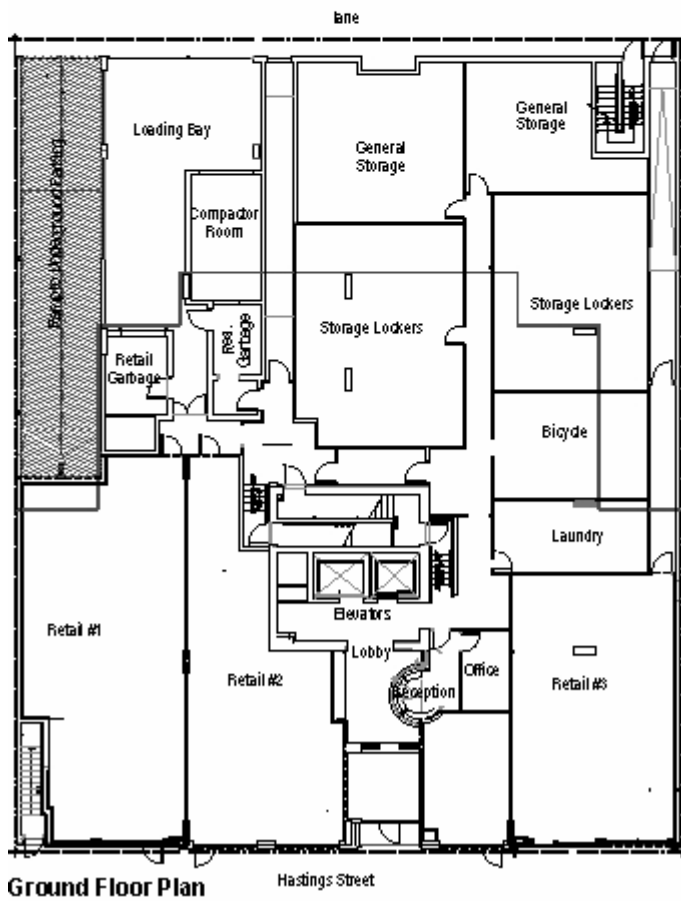 lane
Loading Bay
General
Storage
General
Storage
Compactor
Room
Storage Lockers
Storage Lockers
Res.
Garbage
Retail
Garbage
Bicycle
Laundry
Elevators
Retail #1
Lobby
Retail #2
Reception
Office
Retail #3
Ground Floor Plan
Hastings Street